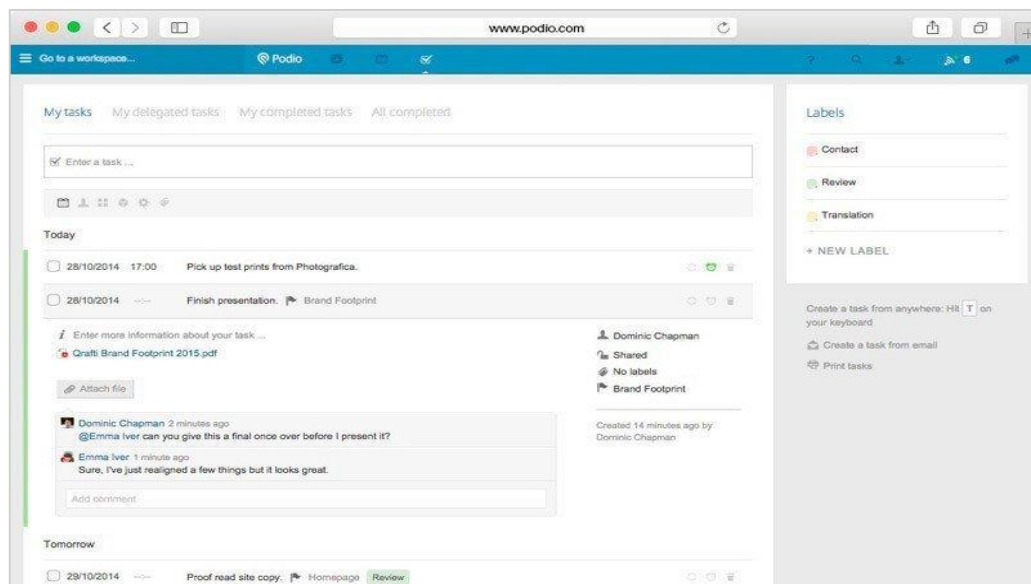 www.podio.com
Go to a workspace...
Podio
6
My tasks My delegated tasks My completed tasks All completed
Enter a task ...
Today
28/10/2014 17:00 Pick up test prints from Photografica.
28/10/2014 --:-- Finish presentation. Brand Footprint
Enter more information about your task ...
Qrafti Brand Footprint 2015.pdf
Attach file
Dominic Chapman 2 minutes ago
@Emma Iver can you give this a final once over before I present it?
Emma Iver 1 minute ago
Sure, I've just realigned a few things but it looks great.
Add comment
Dominic Chapman
Shared
No labels
Brand Footprint
Created 14 minutes ago by
Dominic Chapman
Tomorrow
29/10/2014 --:-- Proof read site copy. Homepage Review
Labels
Contact
Review
Translation
+ NEW LABEL
Create a task from anywhere: Hit T on
your keyboard
Create a task from email
Print tasks